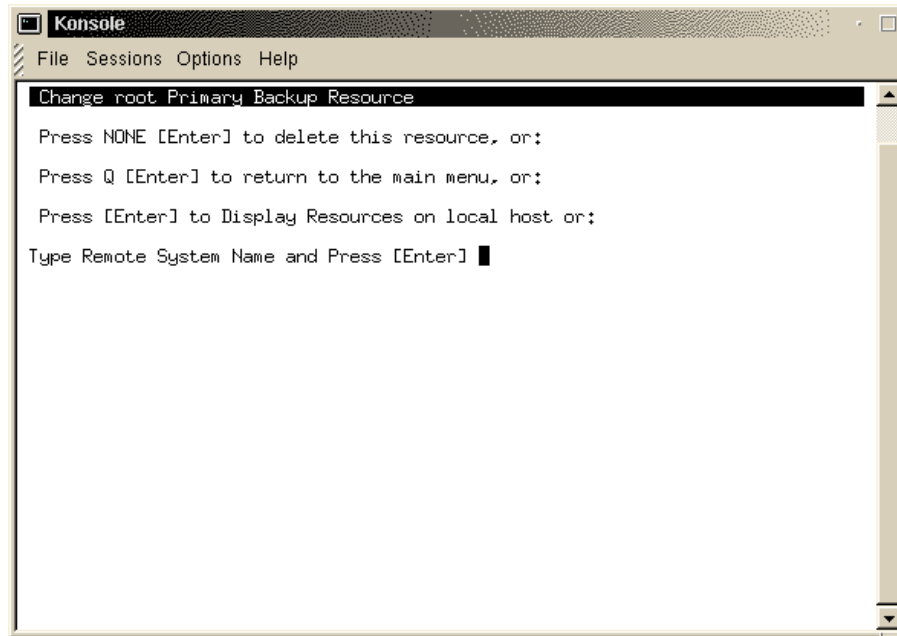 Konsole
File Sessions Options Help
Change root Primary Backup Resource
Press NONE [Enter] to delete this resource, or:
Press Q [Enter] to return to the main menu, or:
Press [Enter] to Display Resources on local host or:
Type Remote System Name and Press [Enter]